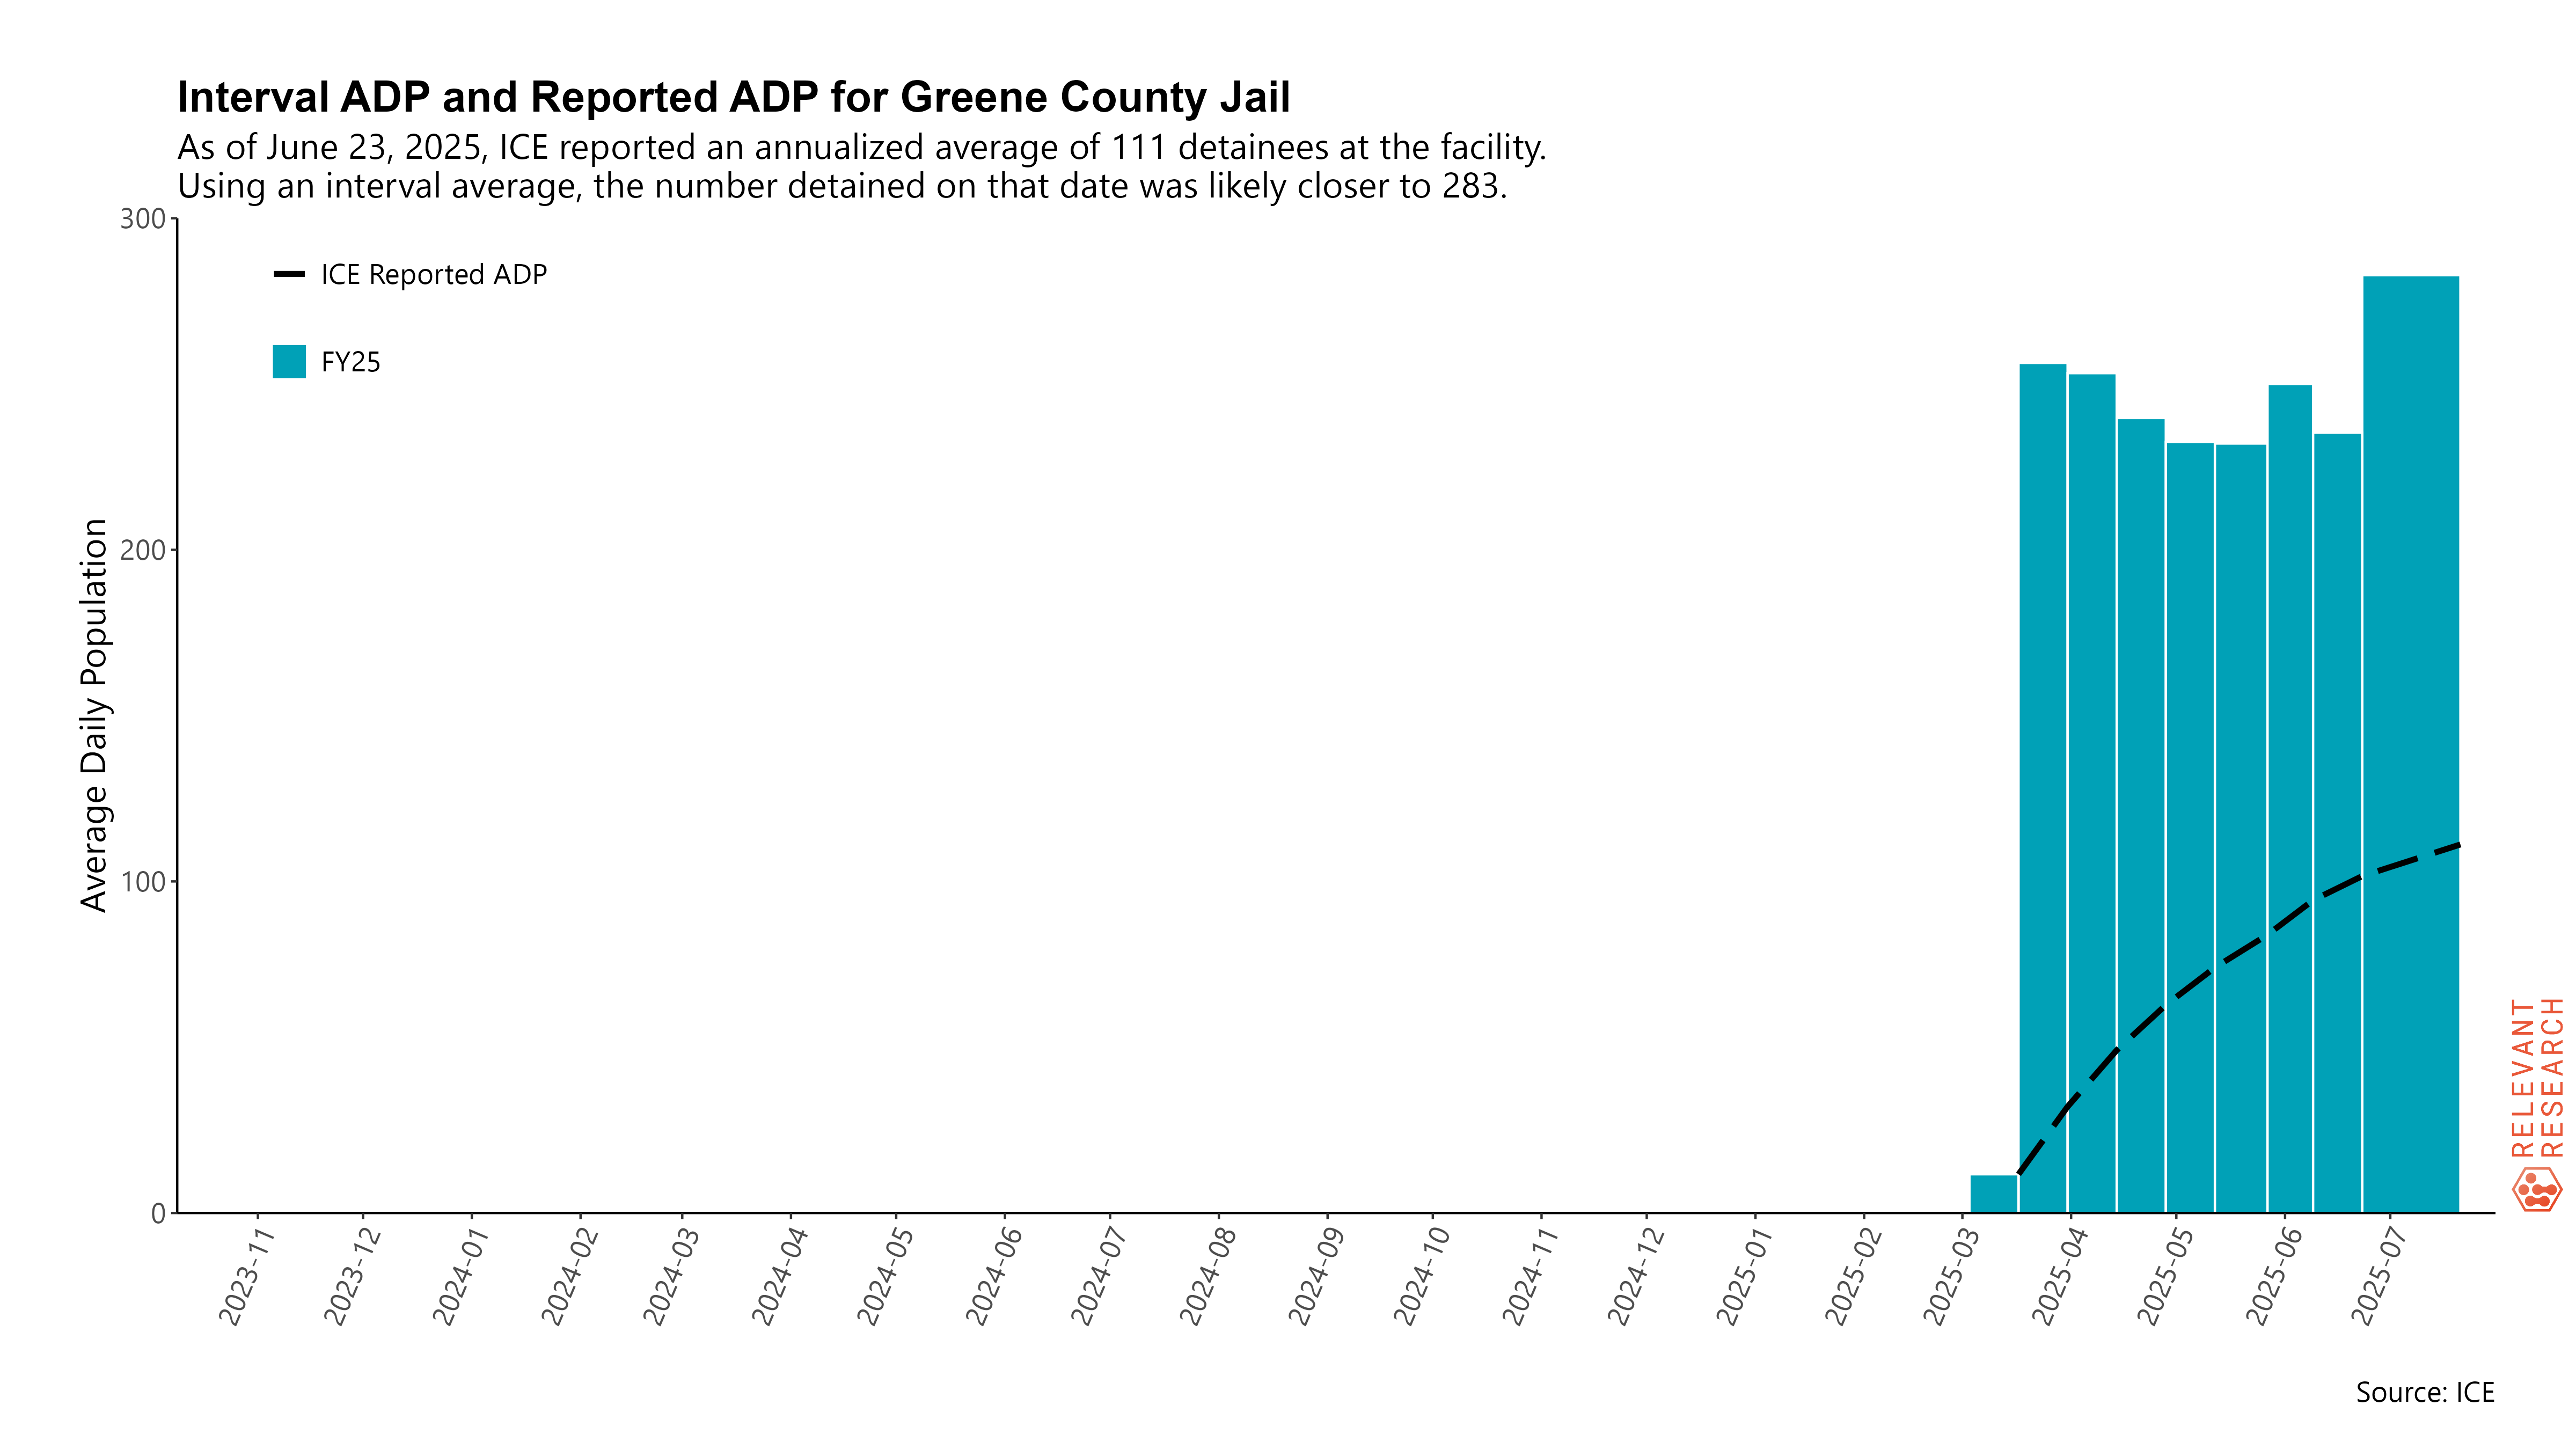 Interval ADP and Reported ADP for Greene County Jail
As of June 23, 2025, ICE reported an annualized average of 111 detainees at the facility.
Using an interval average, the number detained on that date was likely closer to 283.
300
200
100
0
Average Daily Population
ICE Reported ADP
FY25
2023-11
2023-12
2024-01
2024-02
2024-03
2024-04
2024-05
2024-06
2024-07
2024-08
2024-09
2024-10
2024-11
2024-12
2025-01
2025-02
2025-03
2025-04
2025-05
2025-06
2025-07
RELEVANT
RESEARCH
Source: ICE